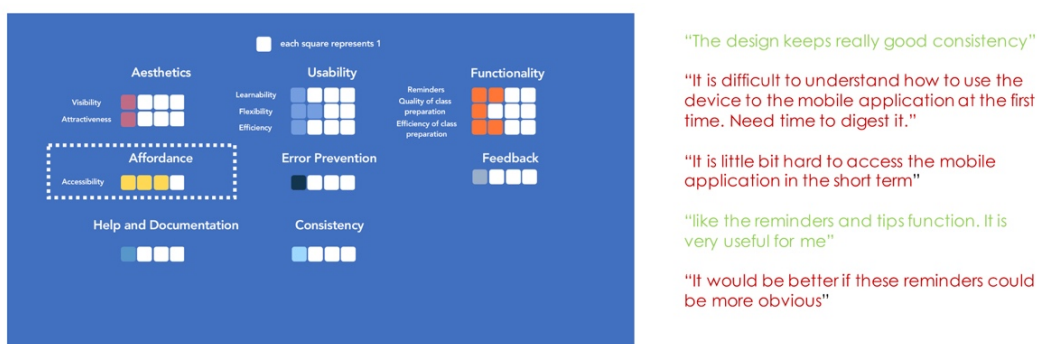 each square represents 1
Aesthetics
Visibility
Attractiveness
Usability
Learnability
Flexibility
Efficiency
Functionality
Reminders
Quality of class
preparation
Efficiency of class
preparation
Affordance
Accessibility
Error Prevention
Feedback
Help and Documentation
Consistency
“The design keeps really good consistency”
“It is difficult to understand how to use the
device to the mobile application at the first
time. Need time to digest it.”
“It is little bit hard to access the mobile
application in the short term”
“like the reminders and tips function. It is
very useful for me”
“It would be better if these reminders could
be more obvious”